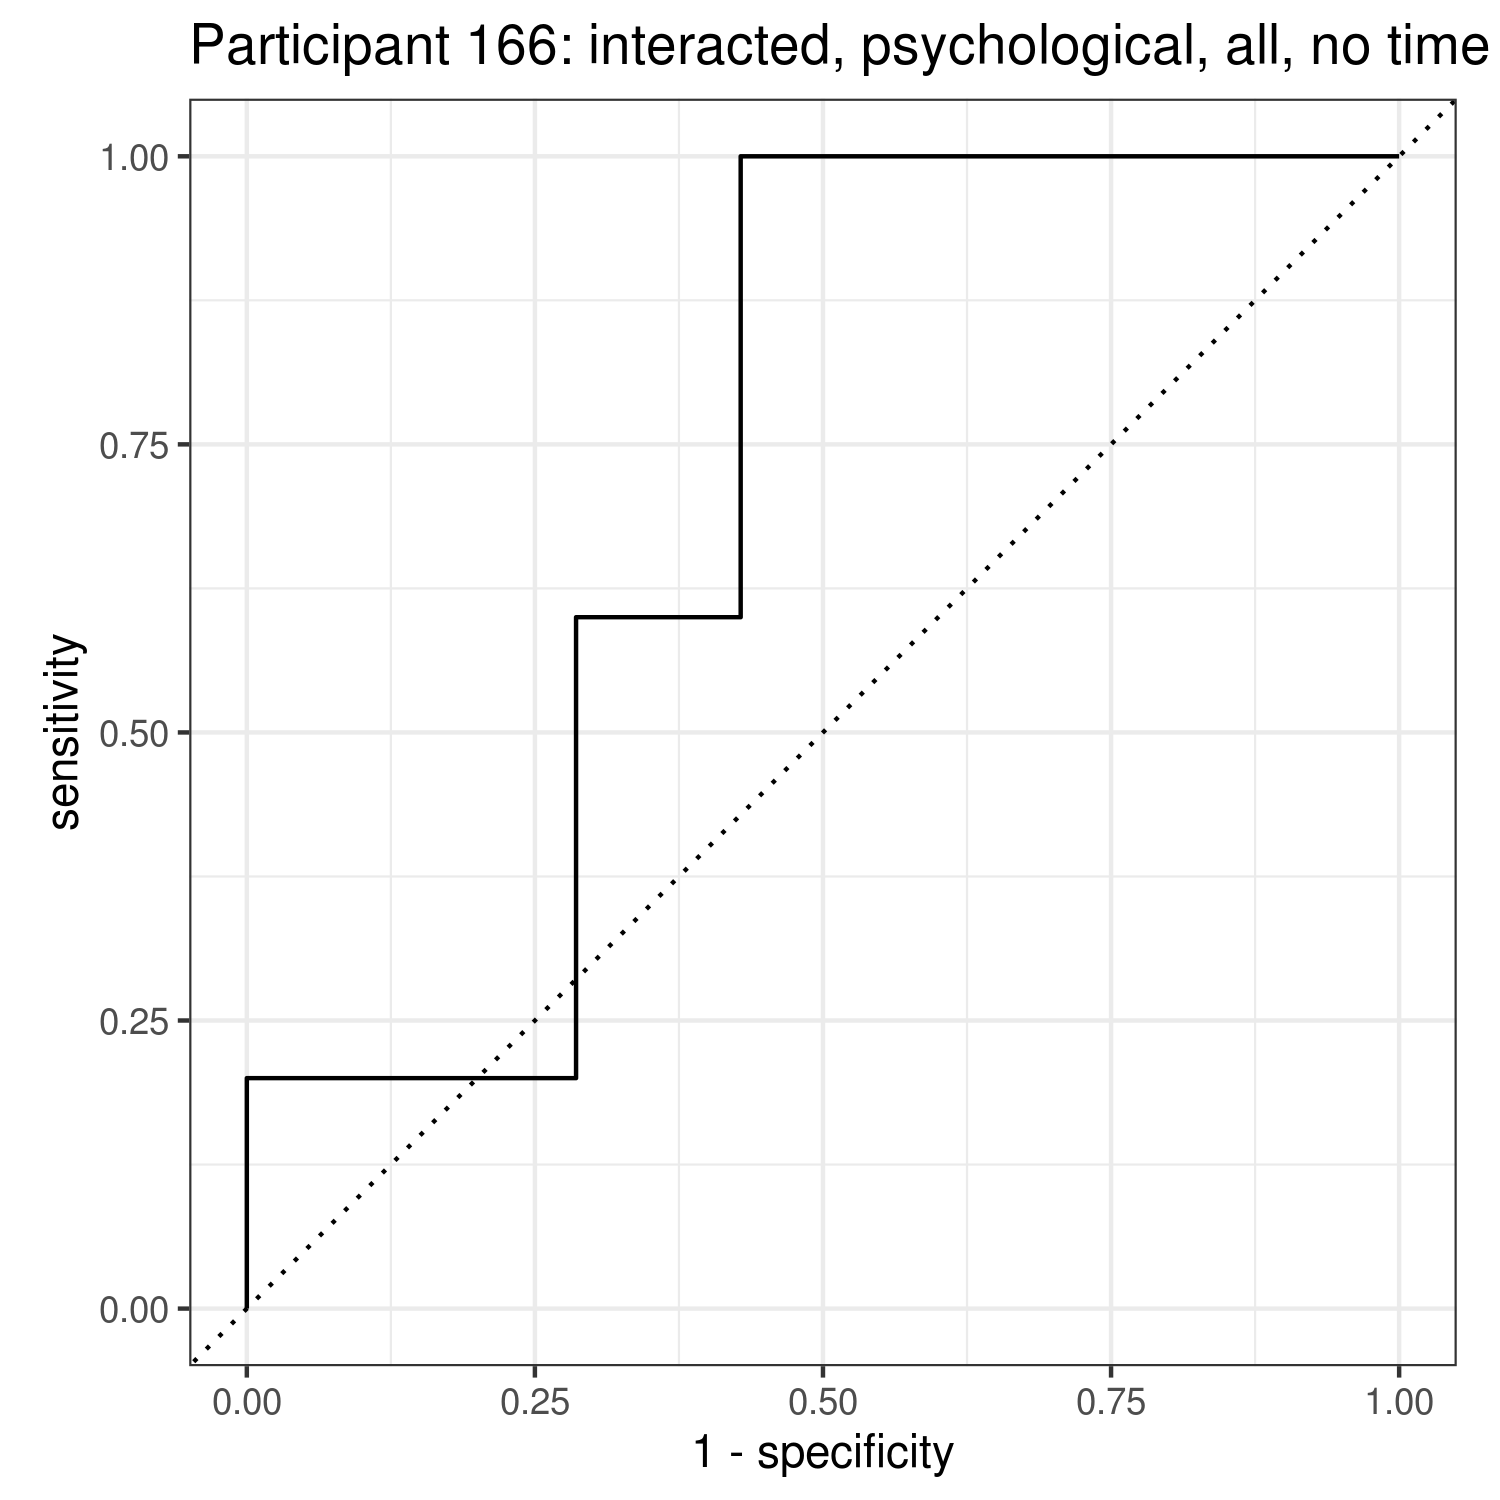 Participant 166: interacted, psychological, all, no time
1.00
0.75
0.50
0.25
0.00
sensitivity
0.00 0.25 0.50 0.75 1.00
1 - specificity